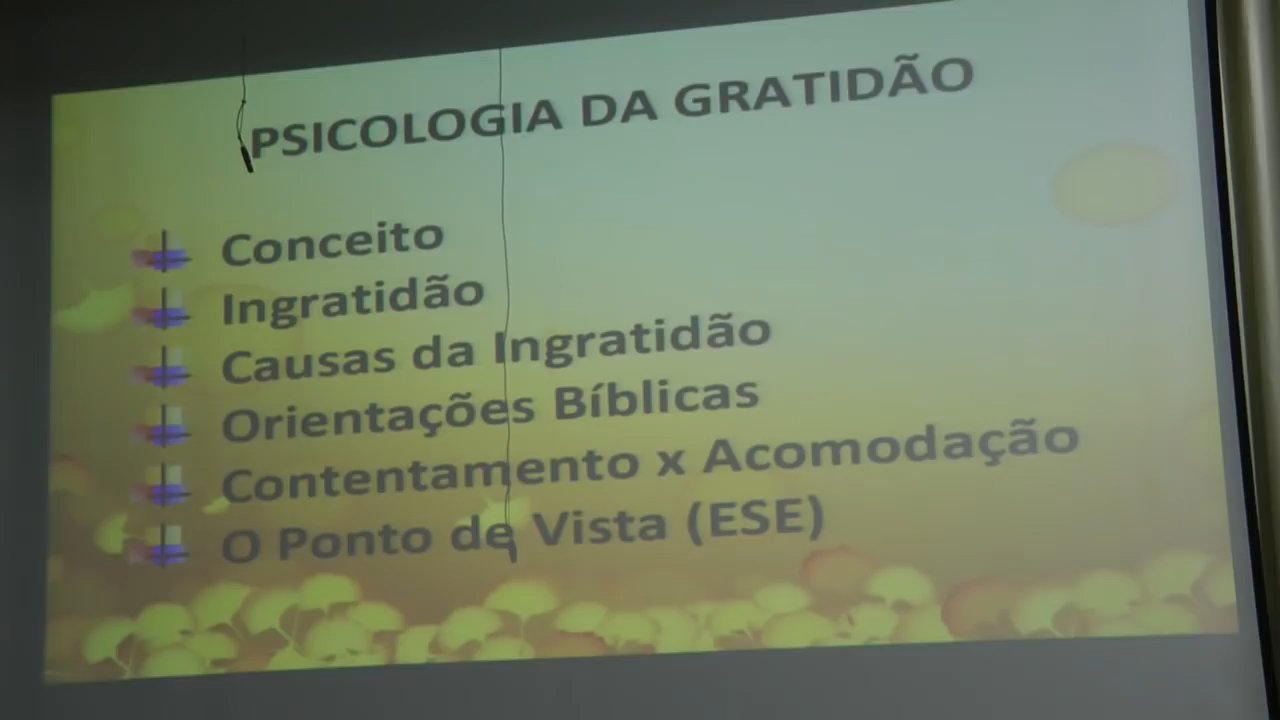 PSICOLOGIA DA GRATIDÃO
Conceito
Ingratidão
Causas da Ingratidão
Orientações Bíblicas
Contentamento x Acomodação
O Ponto de Vista (ESE)